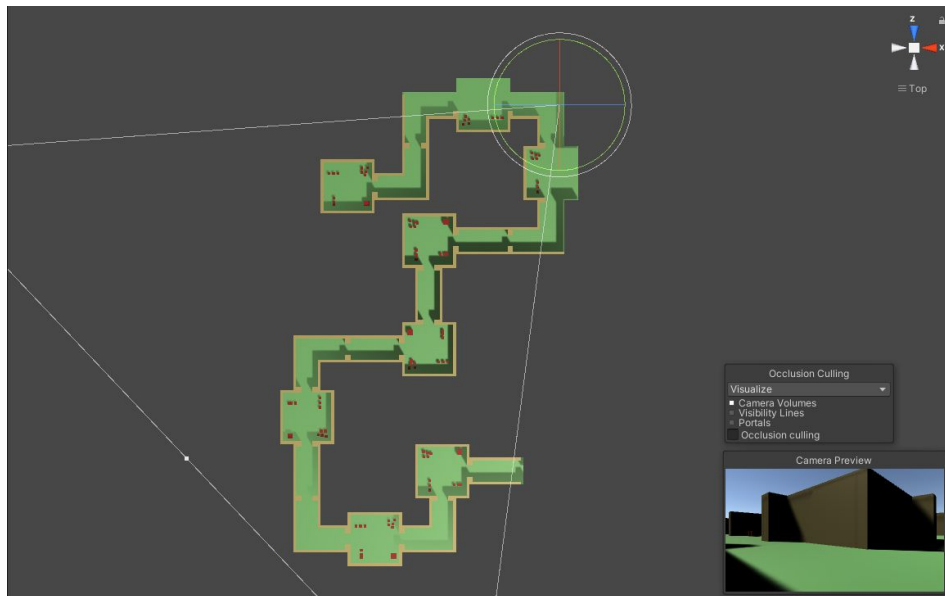 z
x
Top
Occlusion Culling
Visualize
Camera Volumes
Visibility Lines
Portals
Occlusion culling
Camera Preview